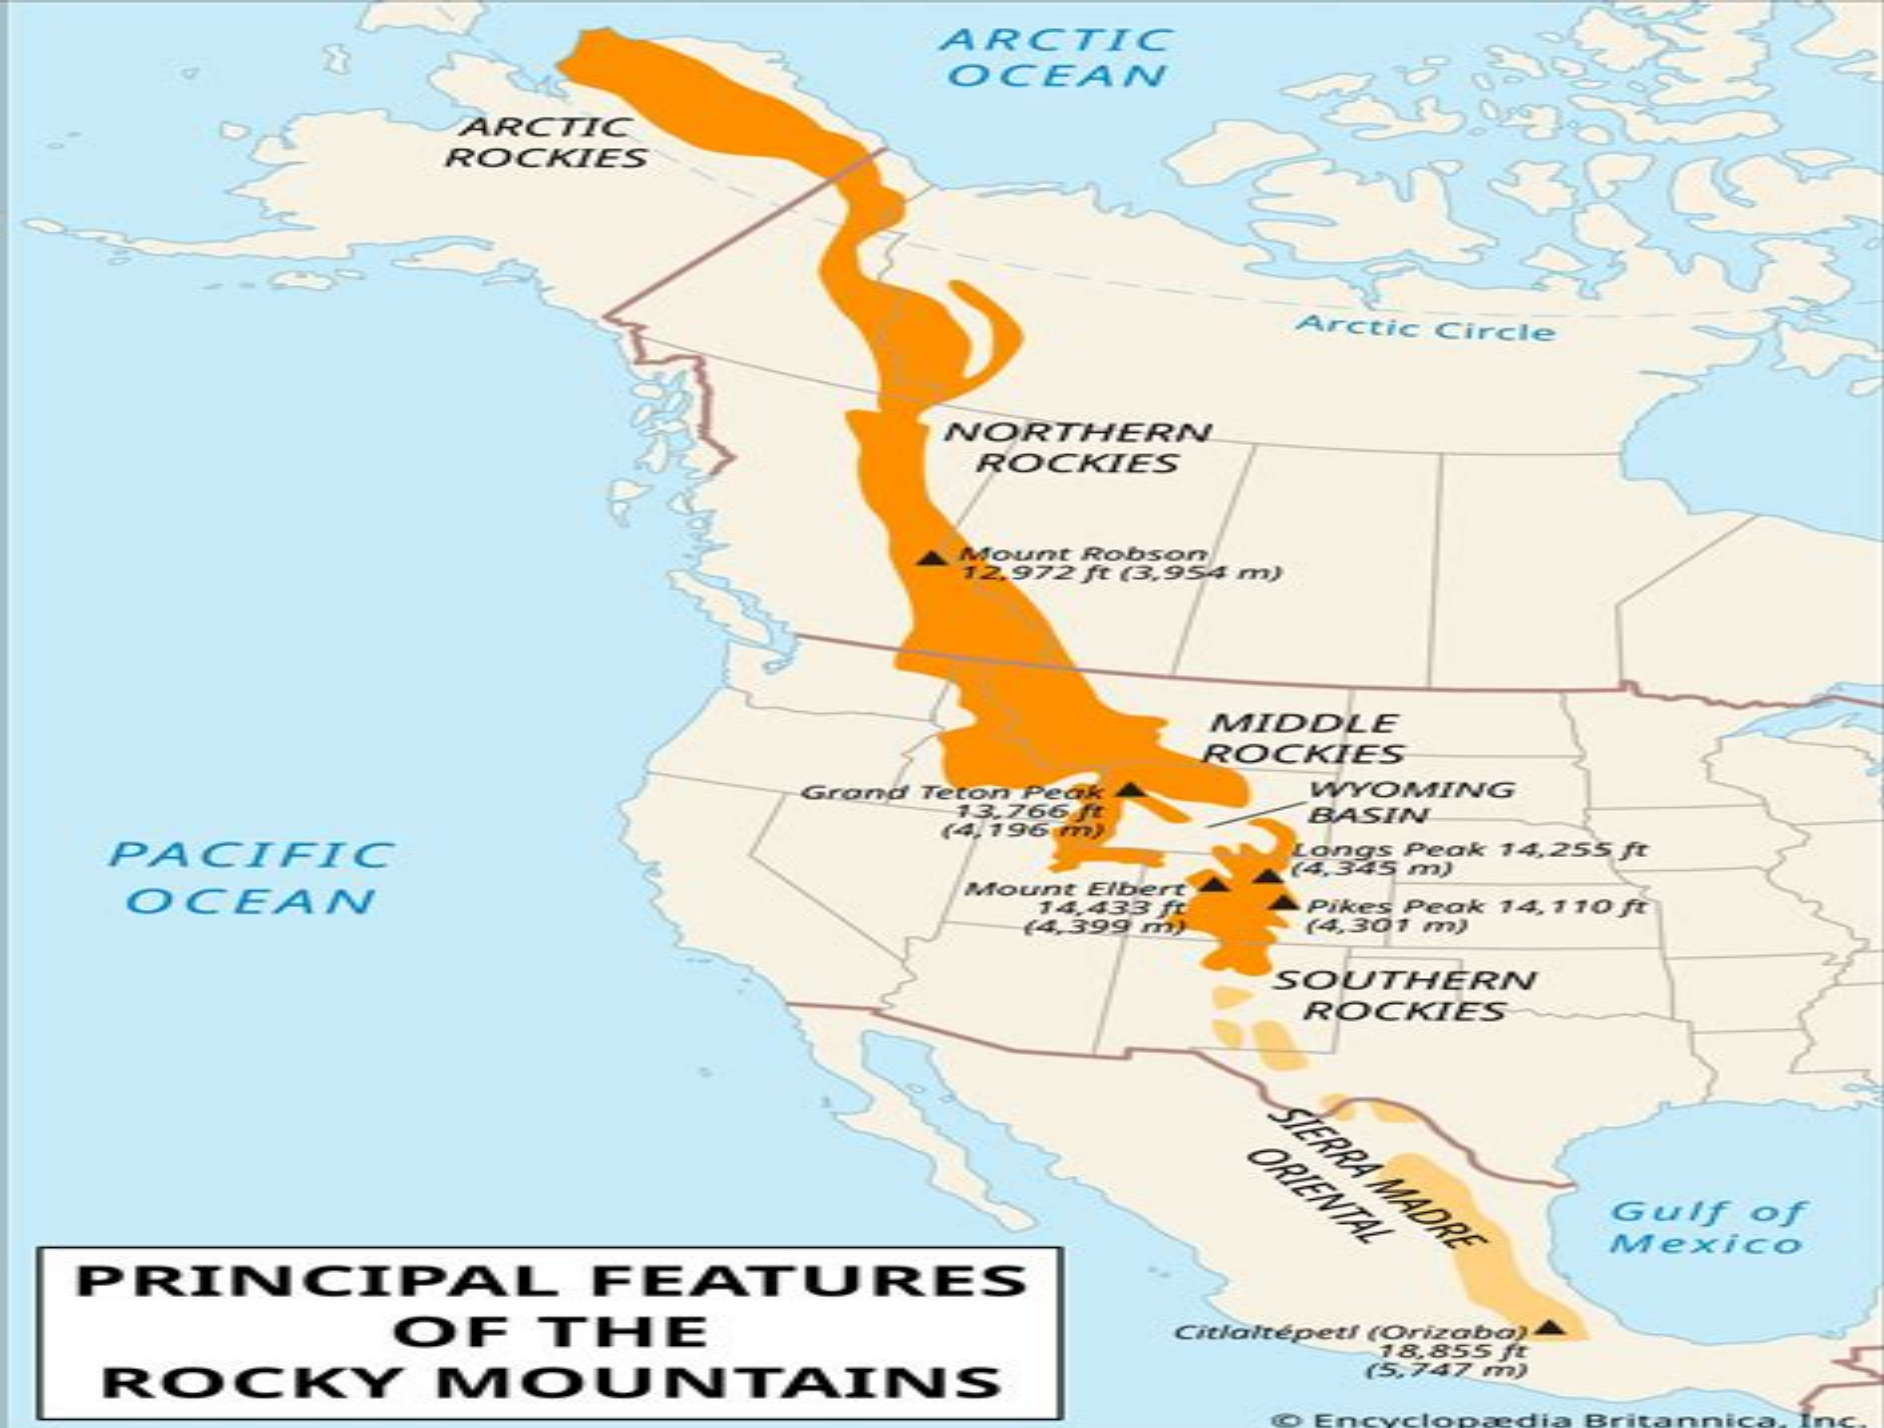 ARCTIC
OCEAN
ARCTIC
ROCKIES
Arctic Circle
NORTHERN
ROCKIES
Mount Robson
12,972 ft (3,954 m)
MIDDLE
ROCKIES
Grand Teton Peak
13,766 ft
(4,196 m)
WYOMING
BASIN
PACIFIC
OCEAN
Longs Peak 14,255 ft
(4,345 m)
Mount Elbert
14,433 ft
(4,399 m)
Pikes Peak 14,110 ft
(4,301 m)
SOUTHERN
ROCKIES
SIERRA MADRE
ORIENTAL
Gulf of
Mexico
PRINCIPAL FEATURES
OF THE
ROCKY MOUNTAINS
Citlaltépetl (Orizaba)
18,855 ft
(5,747 m)
© Encyclopædia Britannica, Inc.